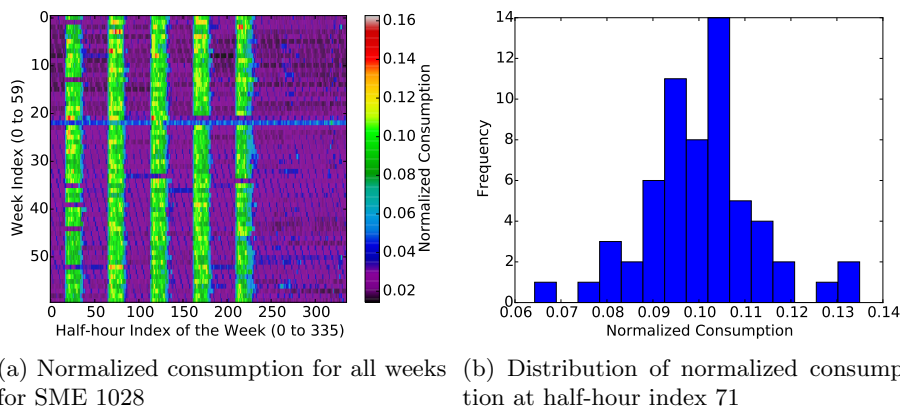 0
10
20
30
40
50
Week Index (0 to 59)
0 50 100 150 200 250 300
Half-hour Index of the Week (0 to 335)
0.16
0.14
0.12
0.10
0.08
0.06
0.04
0.02
Normalized Consumption
14
12
10
8
6
4
2
0
Frequency
0.06 0.07 0.08 0.09 0.10 0.11 0.12 0.13 0.14
Normalized Consumption
(a) Normalized consumption for all weeks
for SME 1028
(b) Distribution of normalized consump
tion at half-hour index 71